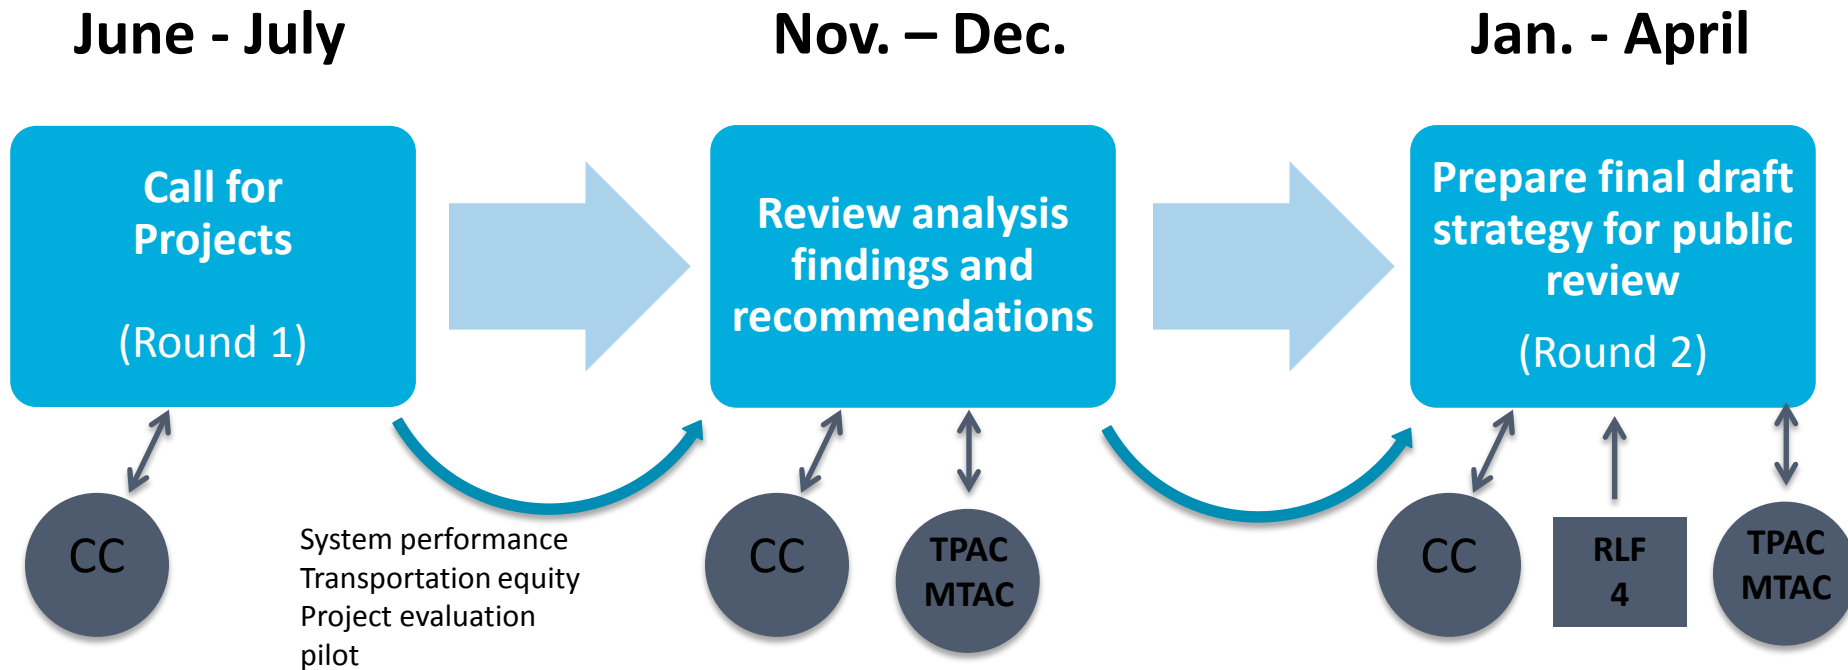 June - July
Nov. – Dec.
Jan. - April
Call for
Projects
(Round 1)
Review analysis
findings and
recommendations
Prepare final draft
strategy for public
review
(Round 2)
CC
System performance
Transportation equity
Project evaluation
pilot
CC
TPAC
MTAC
CC
RLF
4
TPAC
MTAC